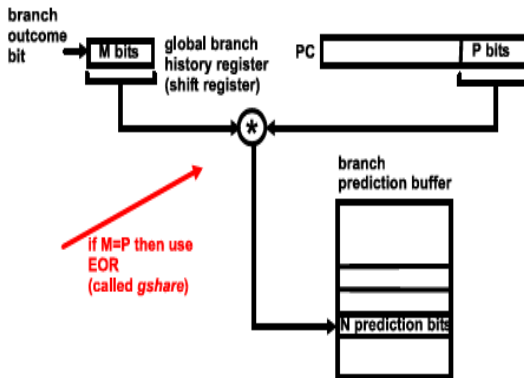 branch
outcome
bit
M bits
global branch
history register
(shift register)
PC
P bits
*
branch
prediction buffer
if M=P then use
EOR
(called gshare)
N prediction bits